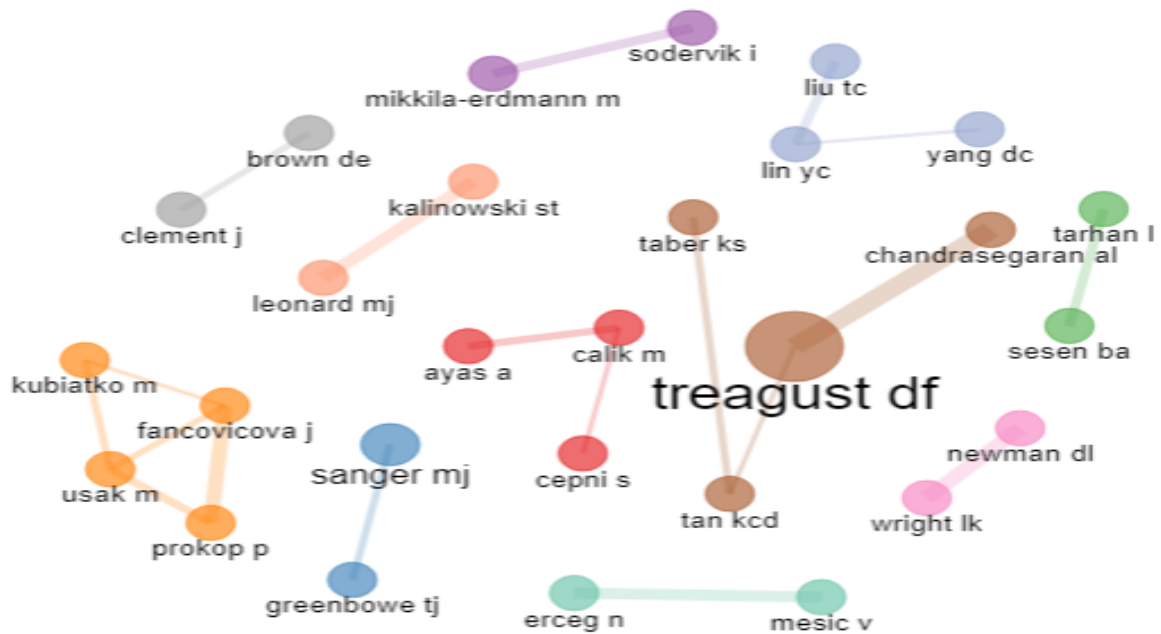 sodervik i
mikkila-erdmann m
liu tc
brown de
yang dc
lin yc
kalinowski st
clement j
taber ks
tarhan l
chandrasegaran al
leonard mj
calik m
sesen ba
ayas a
kubiatko m
treagust df
fancovicova j
newman dl
sanger mj
cepni s
usak m
tan kcd
wright lk
prokop p
greenbowe tj
erceg n
mesic v